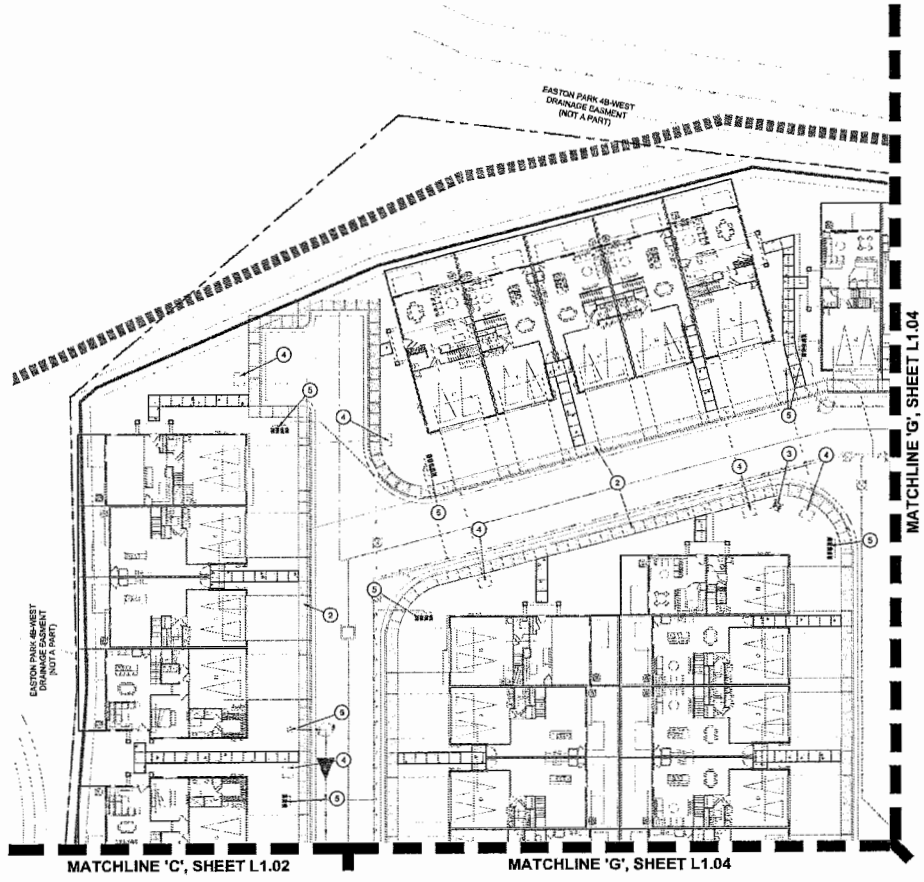 EASTON PARK 4B-WEST
DRAINAGE EASMENT
(NOT A PART)
4
5
4
5
3
4
4
2
5
4
5
5
2
EASTON PARK 4B-WEST
DRAINAGE EASMENT
(NOT A PART)
4
5
MATCHLINE 'G', SHEET L1.04
MATCHLINE 'C', SHEET L1.02
MATCHLINE 'G', SHEET L1.04